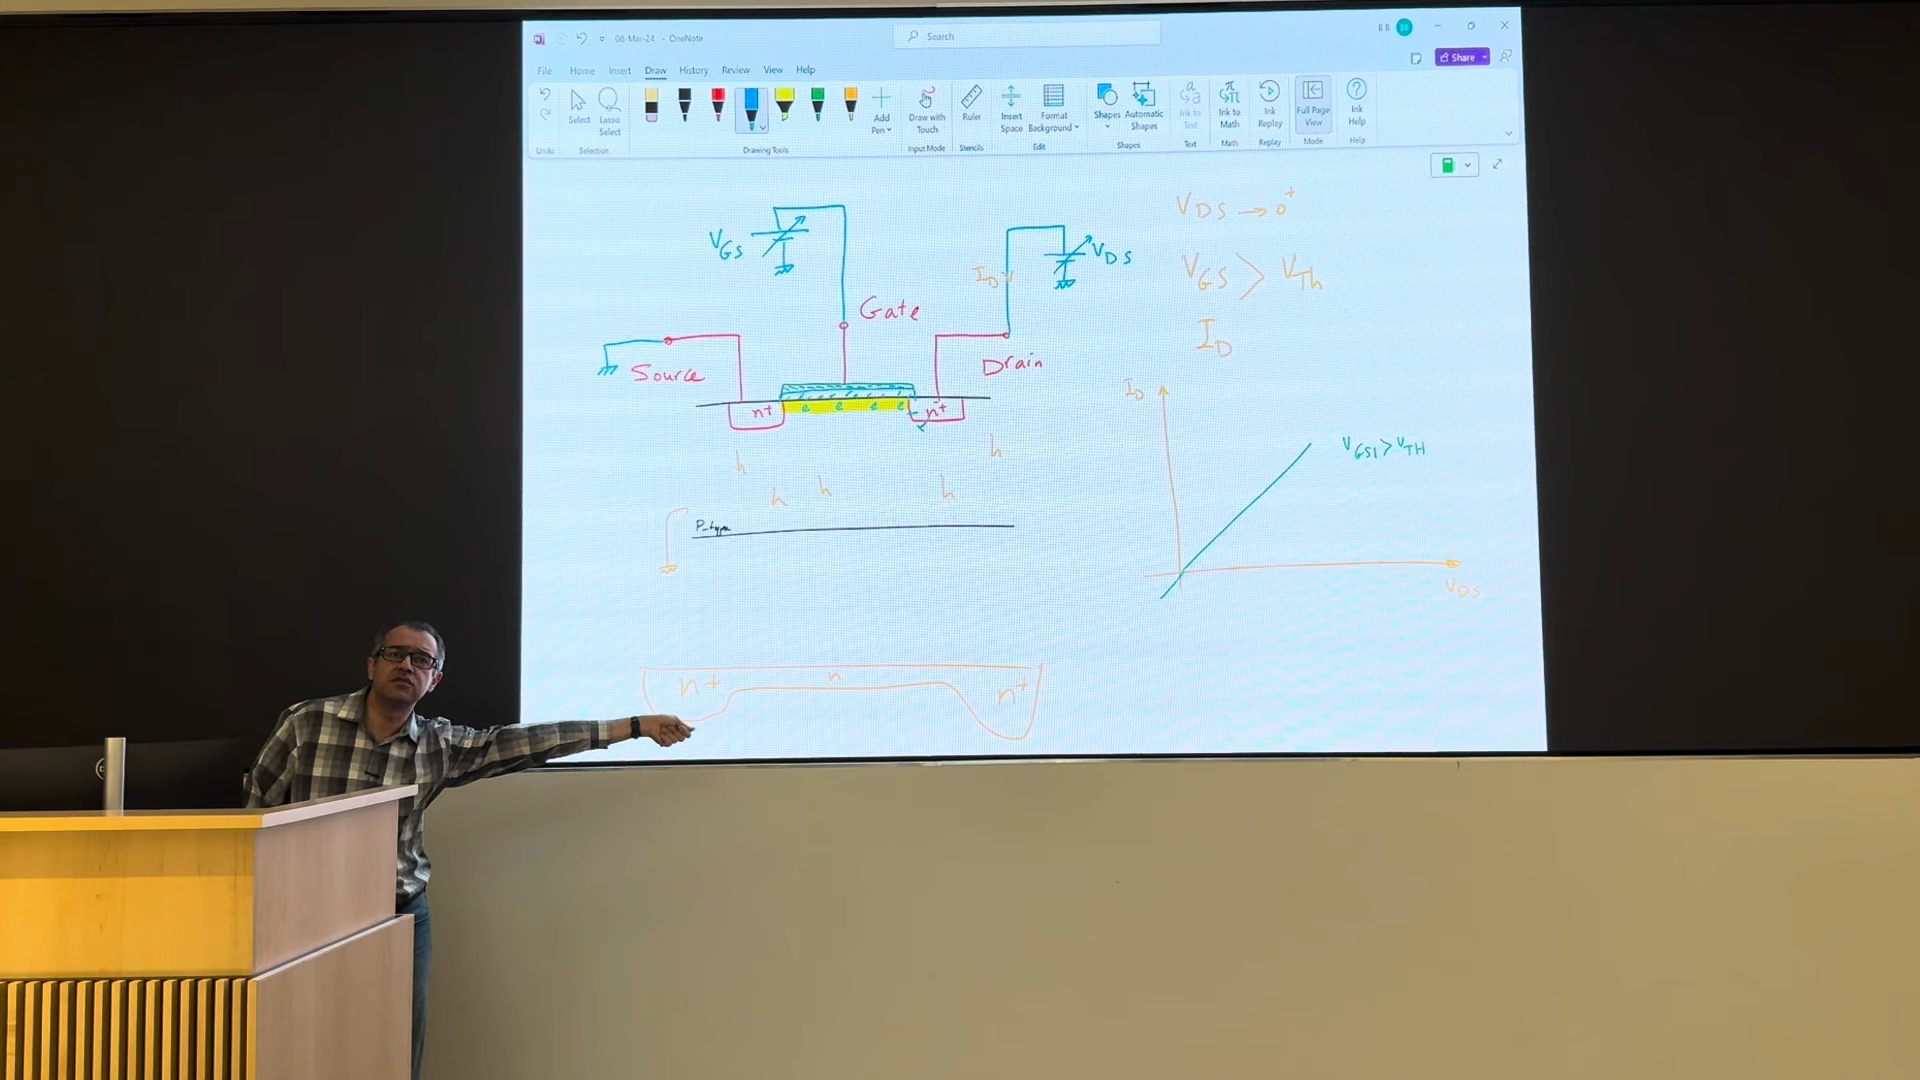 08-Mar-24 - OneNote
Search
File Home Insert Draw History Review View Help
Share
Undo
Select
Lasso Select
Selection
Drawing Tools
Add Pen
Draw with Touch
Input Mode
Ruler
Stencils
Insert Space
Format Background
Edit
Shapes
Automatic Shapes
Shapes
Ink to Text
Text
Ink to Math
Math
Ink Replay
Replay
Full Page View
Mode
Ink Help
Help
VGS
ID
VDS
Gate
Source
Drain
n+ e e e e n+
h h h h h
P-type
n+ n n+
VDS → 0+
VGS > VTh
ID
ID
VGS1 > VTH
VDS